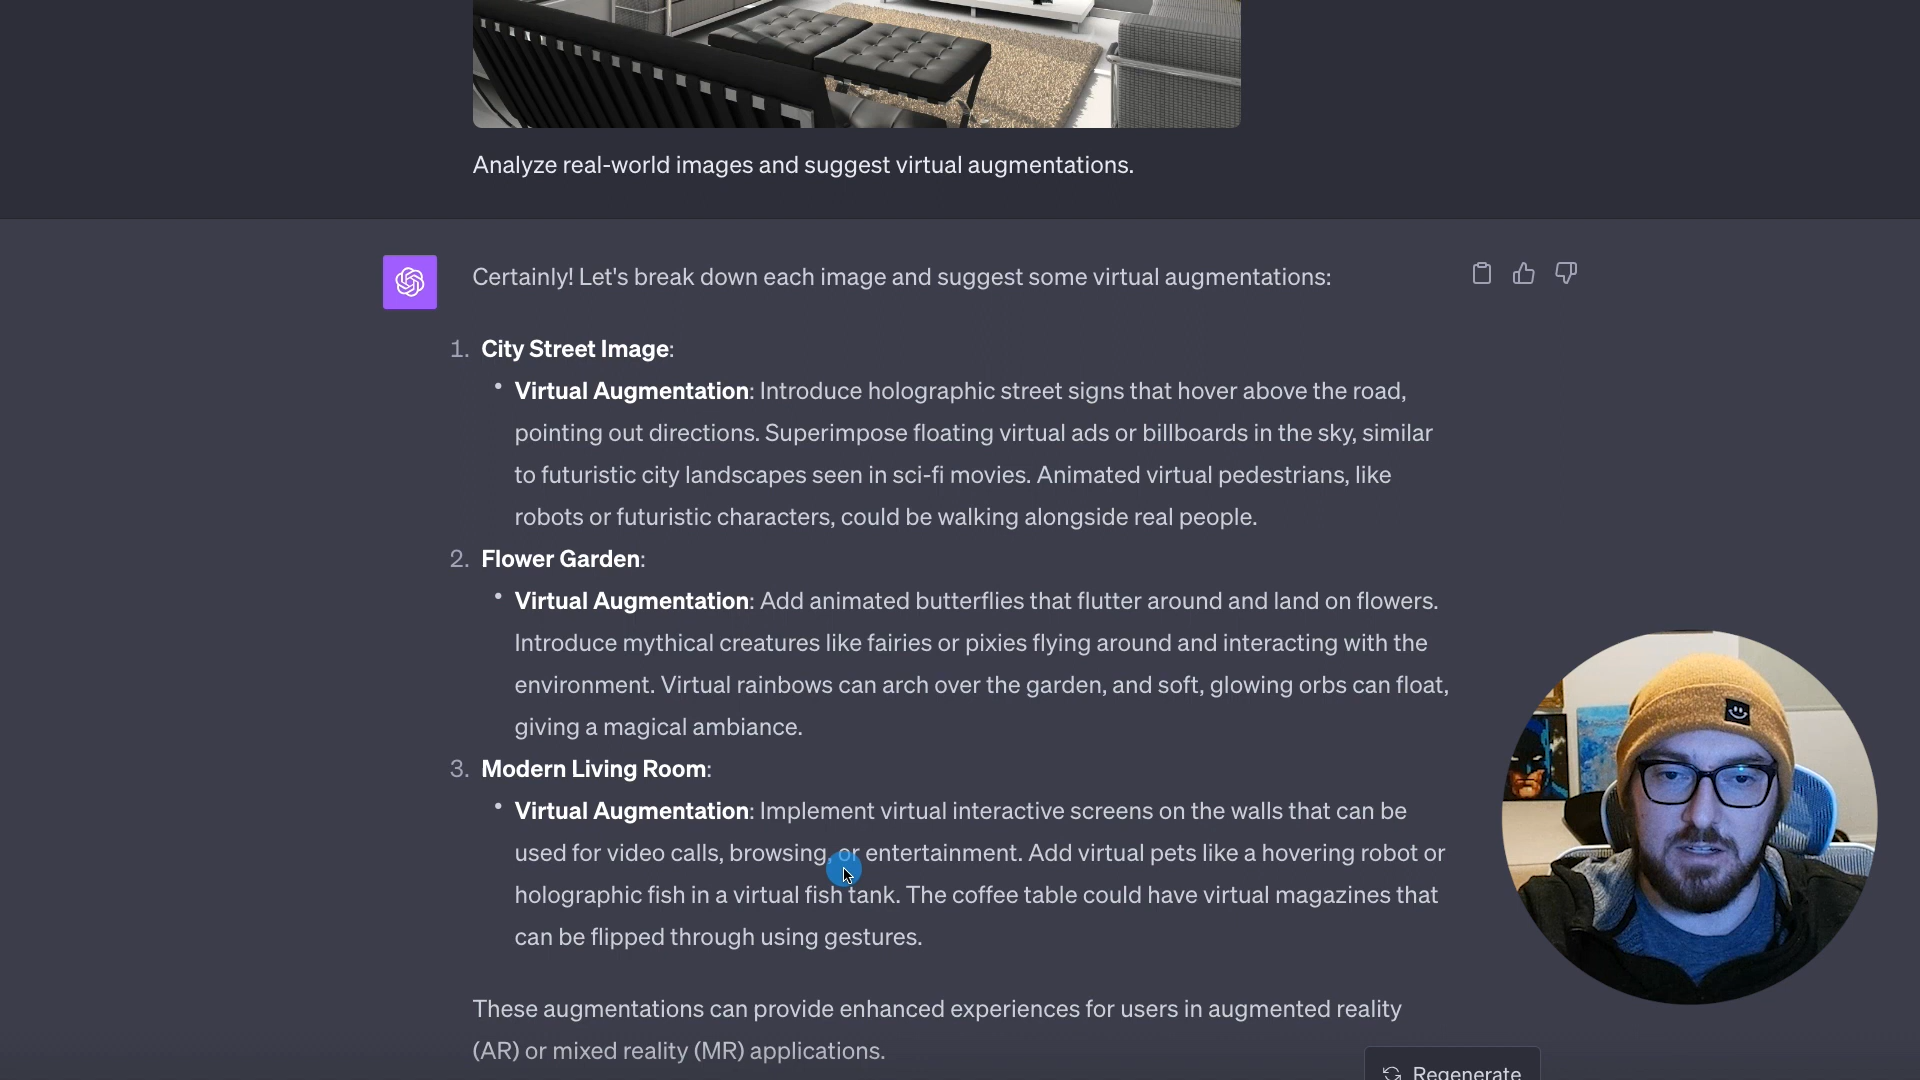 Analyze real-world images and suggest virtual augmentations.
Certainly! Let's break down each image and suggest some virtual augmentations:
1. City Street Image:
• Virtual Augmentation: Introduce holographic street signs that hover above the road,
pointing out directions. Superimpose floating virtual ads or billboards in the sky, similar
to futuristic city landscapes seen in sci-fi movies. Animated virtual pedestrians, like
robots or futuristic characters, could be walking alongside real people.
2. Flower Garden:
• Virtual Augmentation: Add animated butterflies that flutter around and land on flowers.
Introduce mythical creatures like fairies or pixies flying around and interacting with the
environment. Virtual rainbows can arch over the garden, and soft, glowing orbs can float,
giving a magical ambiance.
3. Modern Living Room:
• Virtual Augmentation: Implement virtual interactive screens on the walls that can be
used for video calls, browsing, or entertainment. Add virtual pets like a hovering robot or
holographic fish in a virtual fish tank. The coffee table could have virtual magazines that
can be flipped through using gestures.
These augmentations can provide enhanced experiences for users in augmented reality
(AR) or mixed reality (MR) applications.
Regenerate